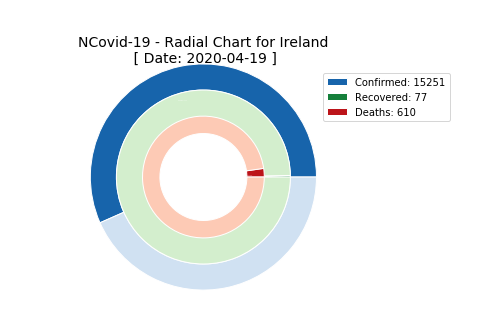 NCovid-19 - Radial Chart for Ireland
[ Date: 2020-04-19 ]
Confirmed: 15251
Recovered: 77
Deaths: 610